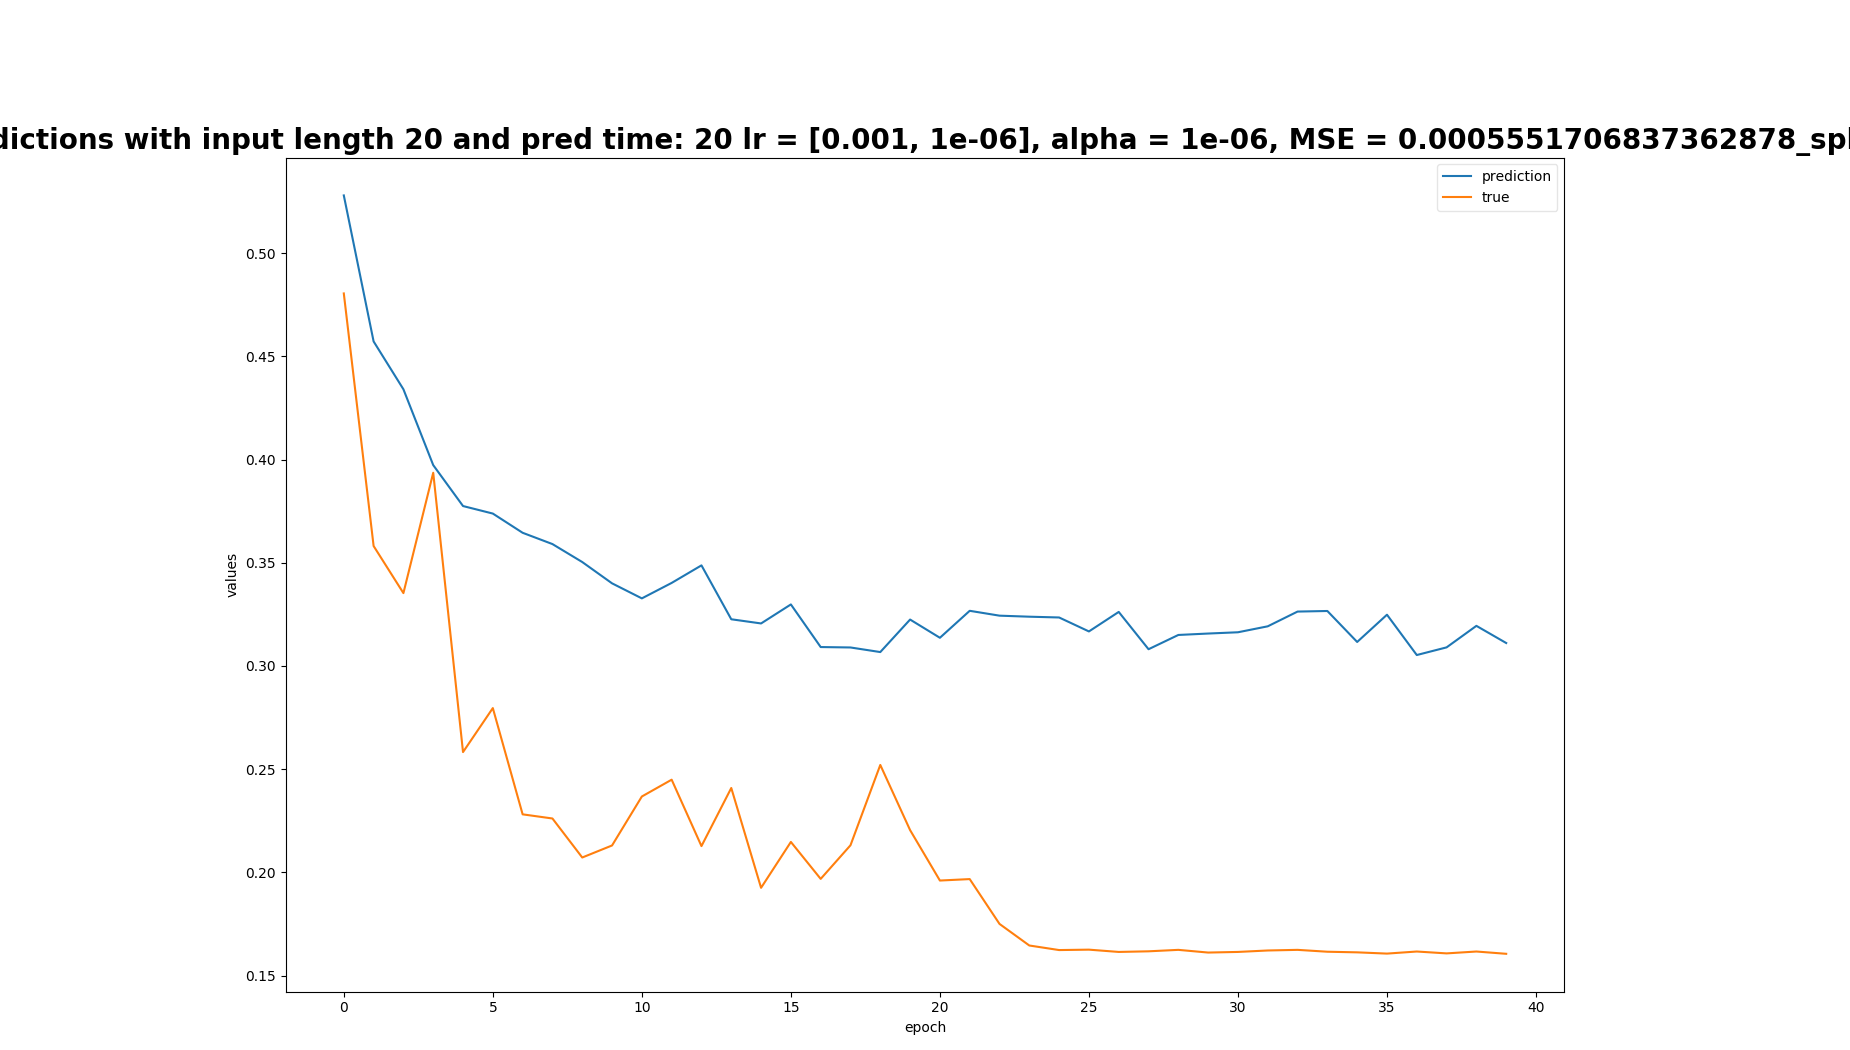 dictions with input length 20 and pred time: 20 lr = [0.001, 1e-06], alpha = 1e-06, MSE = 0.0005551706837362878_spl
prediction
true
0.50
0.45
0.40
0.35
0.30
0.25
0.20
0.15
values
0 5 10 15 20 25 30 35 40
epoch